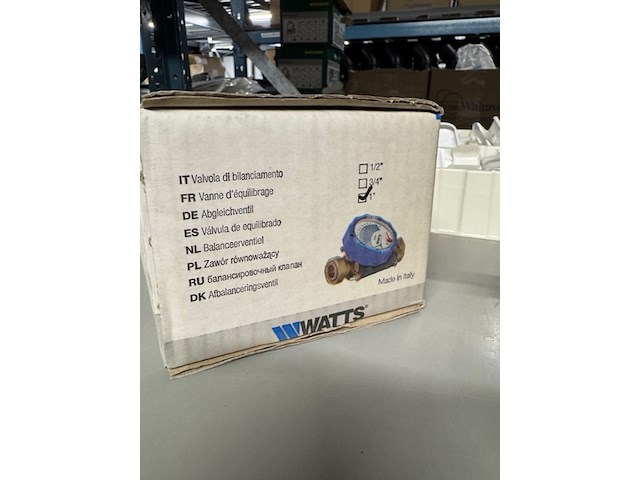 IT Valvola di bilanciamento
FR Vanne d'équilibrage
DE Abgleichventil
ES Válvula de equilibrado
NL Balanceerventiel
PL Zawór równoważący
RU балансировочный клапан
DK Afbalanceringsventil
1/2"
3/4"
1"
Made in Italy
WATTS®